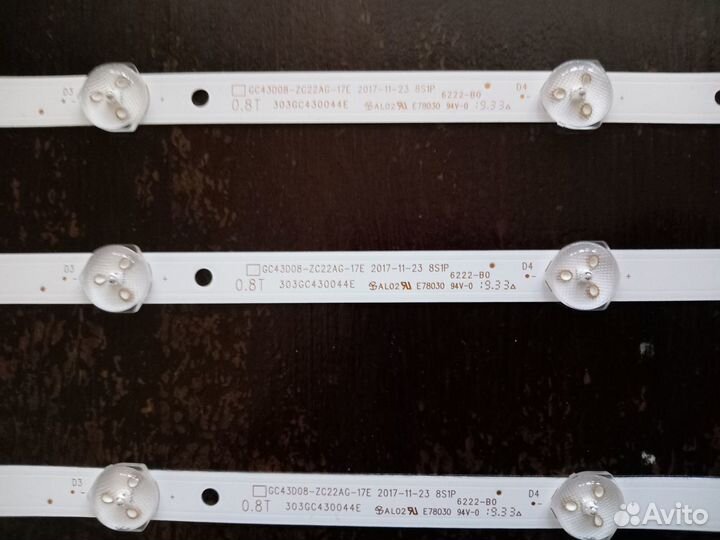 D3 GC43D08-ZC22AG-17E 2017-11-23 8S1P 6222-B0 D4
0.8T 303GC430044E AL02 E78030 94V-0 19.33
D3 GC43D08-ZC22AG-17E 2017-11-23 8S1P 6222-B0 D4
0.8T 303GC430044E AL02 E78030 94V-0 19.33
D3 GC43D08-ZC22AG-17E 2017-11-23 8S1P 6222-B0 D4
0.8T 303GC430044E AL02 E78030 94V-0 19.33
Avito